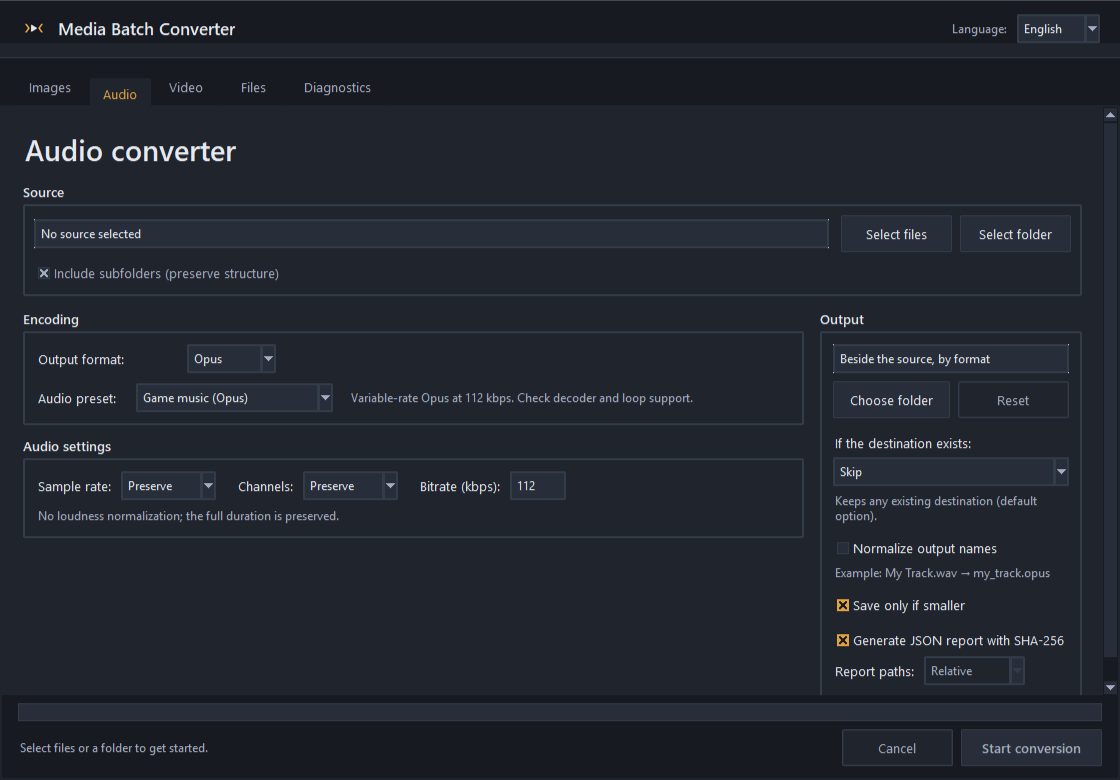 Media Batch Converter
Language: English
Images Audio Video Files Diagnostics
Audio converter
Source
No source selected
Select files
Select folder
Include subfolders (preserve structure)
Encoding
Output format: Opus
Audio preset: Game music (Opus) Variable-rate Opus at 112 kbps. Check decoder and loop support.
Audio settings
Sample rate: Preserve Channels: Preserve Bitrate (kbps): 112
No loudness normalization; the full duration is preserved.
Output
Beside the source, by format
Choose folder Reset
If the destination exists:
Skip
Keeps any existing destination (default
option).
Normalize output names
Example: My Track.wav → my_track.opus
Save only if smaller
Generate JSON report with SHA-256
Report paths: Relative
Select files or a folder to get started.
Cancel Start conversion